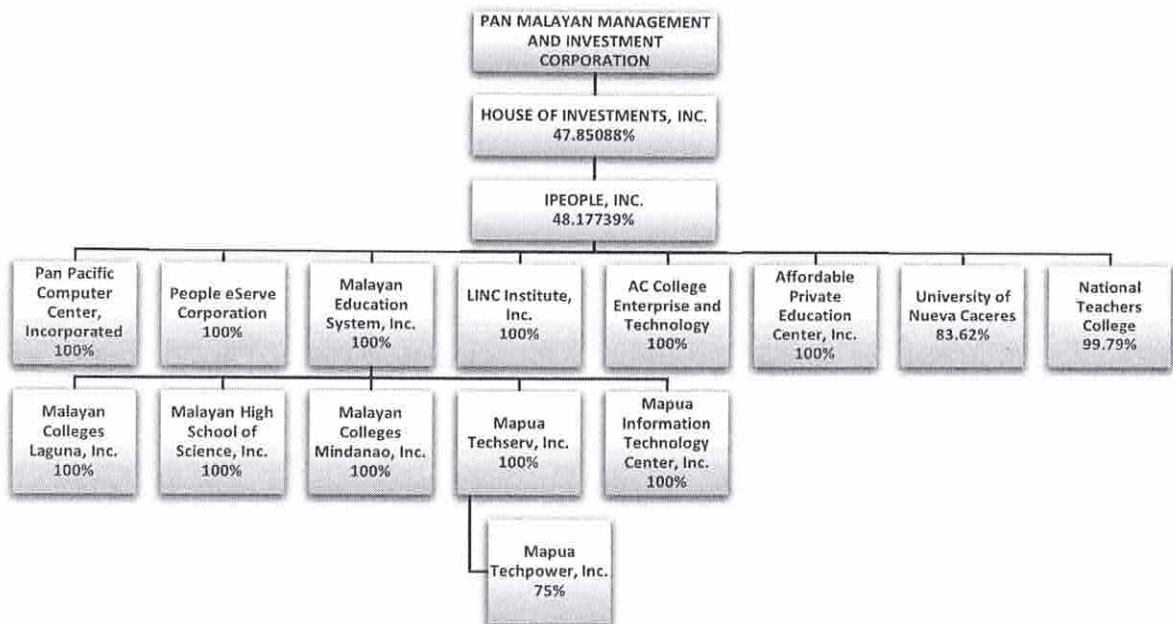 PAN MALAYAN MANAGEMENT
AND INVESTMENT
CORPORATION
HOUSE OF INVESTMENTS, INC.
47.85088%
IPEOPLE, INC.
48.17739%
Pan Pacific
Computer
Center,
Incorporated
100%
People eServe
Corporation
100%
Malayan
Education
System, Inc.
100%
LINC Institute,
Inc.
100%
AC College
Enterprise and
Technology
100%
Affordable
Private
Education
Center, Inc.
100%
University of
Nueva Caceres
83.62%
National
Teachers
College
99.79%
Malayan
Colleges
Laguna, Inc.
100%
Malayan High
School of
Science, Inc.
100%
Malayan
Colleges
Mindanao, Inc.
100%
Mapua
Techserv, Inc.
100%
Mapua
Information
Technology
Center, Inc.
100%
Mapua
Techpower, Inc.
75%